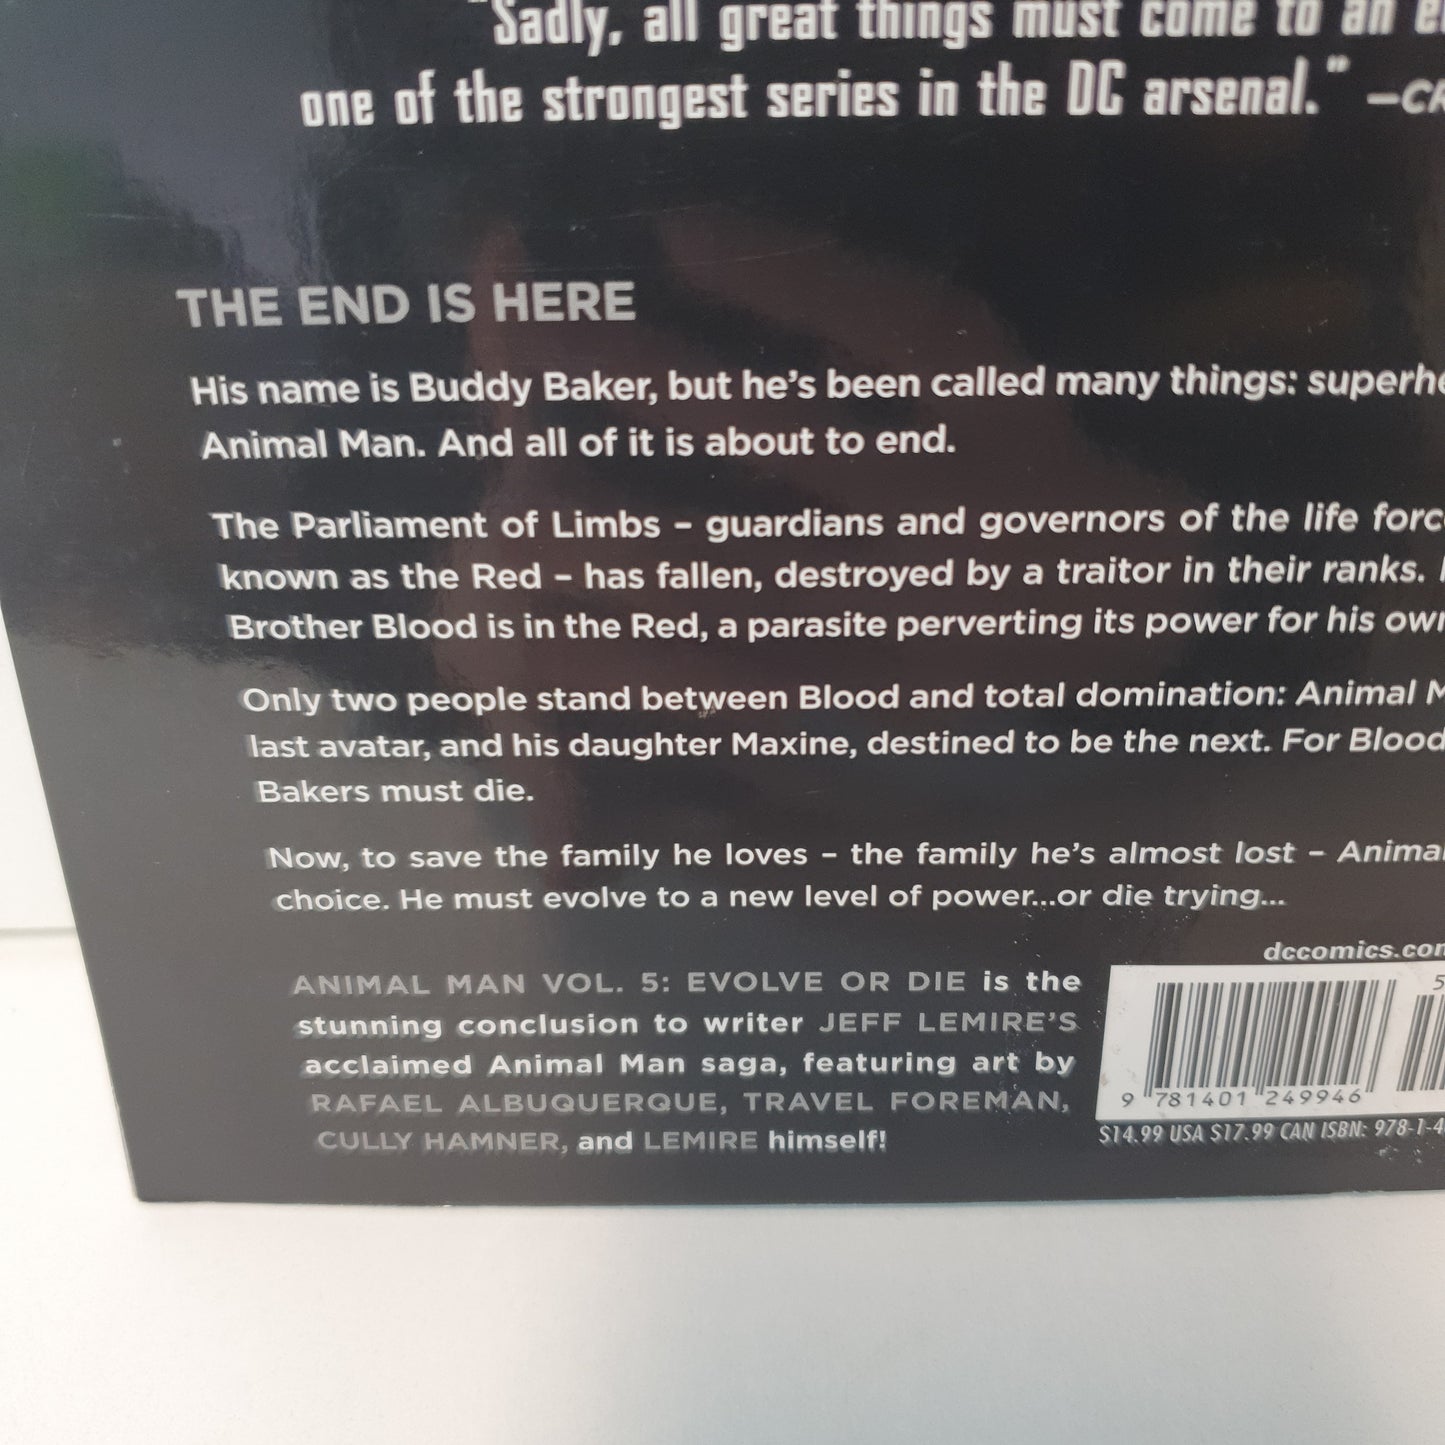 "Sadly, all great things must come to an
one of the strongest series in the DC arsenal." —
THE END IS HERE
His name is Buddy Baker, but he's been called many things:
Animal Man. And all of it is about to end.
The Parliament of Limbs – guardians and governors of the life
known as the Red – has fallen, destroyed by a traitor in their ranks.
Brother Blood is in the Red, a parasite perverting its power for his
Only two people stand between Blood and total domination: Animal
last avatar, and his daughter Maxine, destined to be the next. For Blood
Bakers must die.
Now, to save the family he loves – the family he's almost lost – Animal
choice. He must evolve to a new level of power...or die trying...
dccomics.com
ANIMAL MAN VOL. 5: EVOLVE OR DIE is the
stunning conclusion to writer JEFF LEMIRE'S
acclaimed Animal Man saga, featuring art by
RAFAEL ALBUQUERQUE, TRAVEL FOREMAN,
CULLY HAMNER, and LEMIRE himself!
5
9 781401 249946
$14.99 USA $17.99 CAN ISBN: 978-1-4